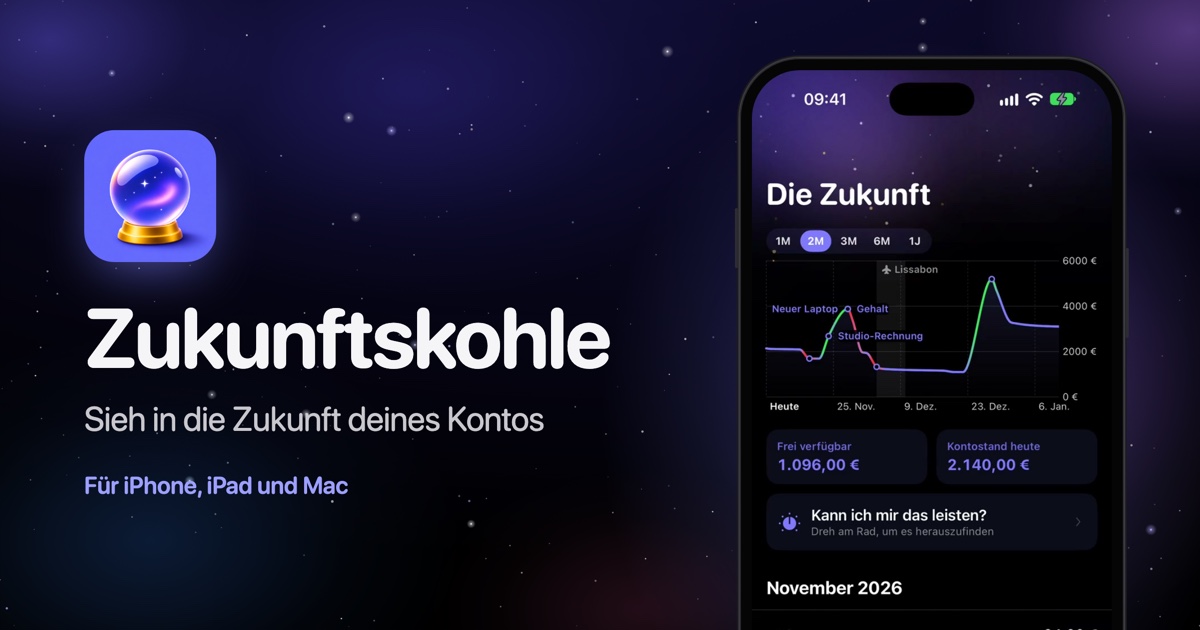 Zukunftskohle
Sieh in die Zukunft deines Kontos
Für iPhone, iPad und Mac
09:41
Die Zukunft
1M 2M 3M 6M 1J
6000 €
Lissabon
4000 €
Neuer Laptop
Gehalt
Studio-Rechnung
2000 €
0 €
Heute 25. Nov. 9. Dez. 23. Dez. 6. Jan.
Frei verfügbar
1.096,00 €
Kontostand heute
2.140,00 €
Kann ich mir das leisten?
Dreh am Rad, um es herauszufinden
November 2026